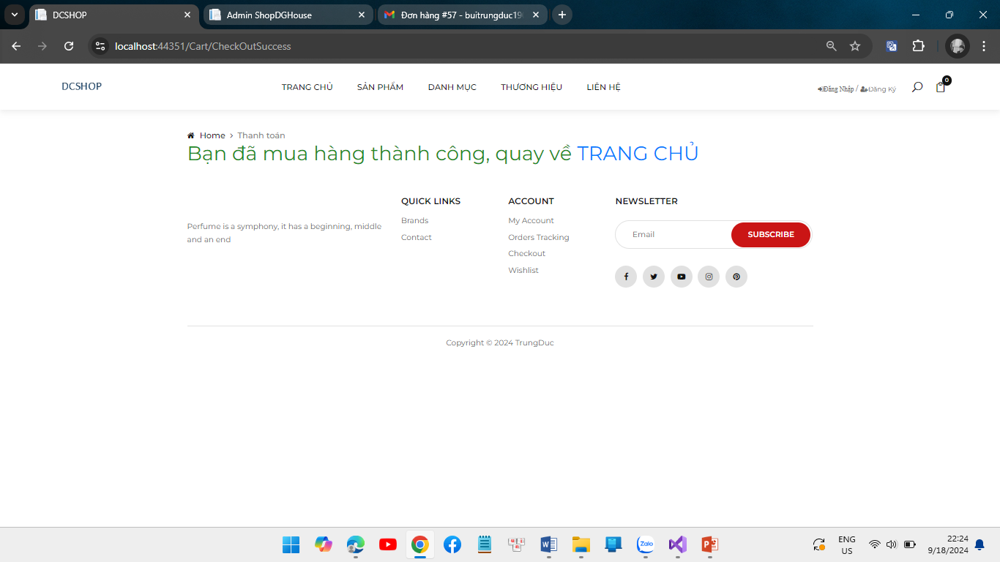 DCSHOP
Admin ShopDGHouse
Đơn hàng #57 - buitrungduc190
localhost:44351/Cart/CheckOutSuccess
DCSHOP
TRANG CHỦ
SẢN PHẨM
DANH MỤC
THƯƠNG HIỆU
LIÊN HỆ
Đăng Nhập / Đăng Ký
0
Home > Thanh toán
Bạn đã mua hàng thành công, quay về TRANG CHỦ
Perfume is a symphony, it has a beginning, middle
and an end
QUICK LINKS
Brands
Contact
ACCOUNT
My Account
Orders Tracking
Checkout
Wishlist
NEWSLETTER
Email
SUBSCRIBE
Copyright © 2024 TrungDuc
Zalo
ENG
US
22:24
9/18/2024